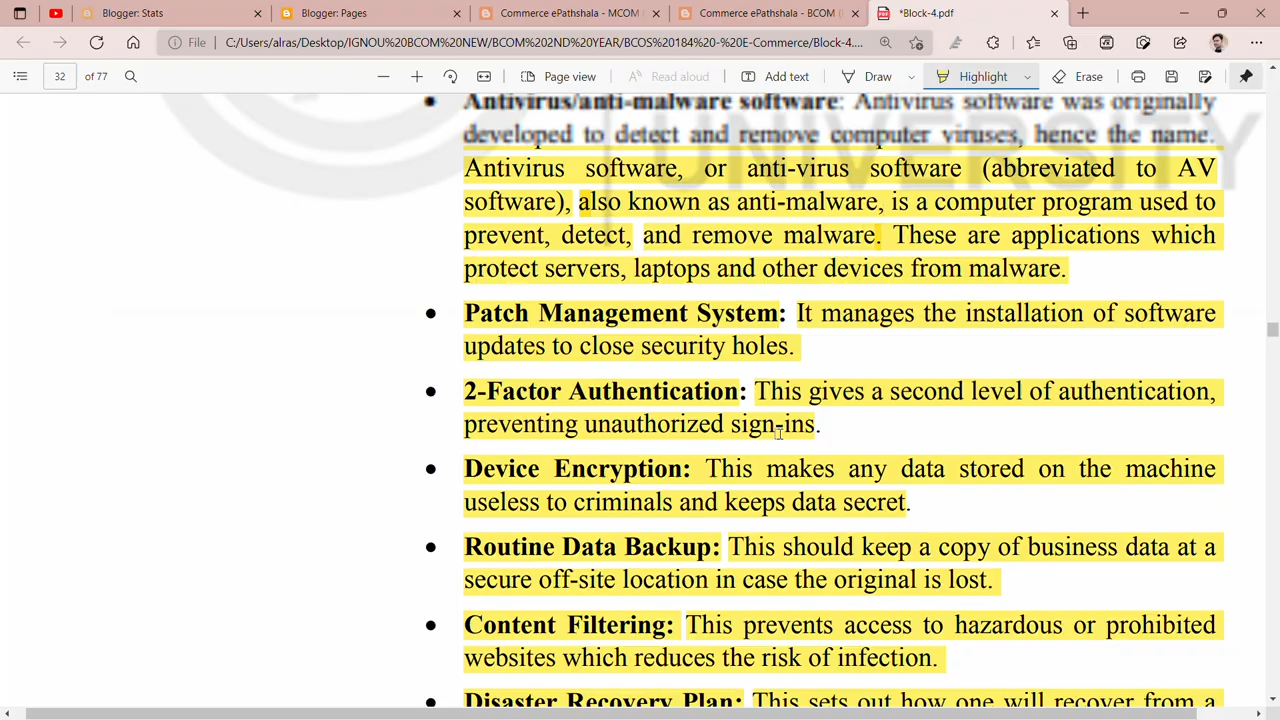 Blogger: Stats
Blogger: Pages
Commerce ePathshala - MCOM
Commerce ePathshala - BCOM
*Block-4.pdf
File
C:/Users/alras/Desktop/IGNOU%20BCOM%20NEW/BCOM%202ND%20YEAR/BCOS%20184%20-%20E-Commerce/Block-4....
32 of 77
Page view
Read aloud
Add text
Draw
Highlight
Erase
UNIVERSITY
• Antivirus/anti-malware software: Antivirus software was originally
developed to detect and remove computer viruses, hence the name.
Antivirus software, or anti-virus software (abbreviated to AV
software), also known as anti-malware, is a computer program used to
prevent, detect, and remove malware. These are applications which
protect servers, laptops and other devices from malware.
• Patch Management System: It manages the installation of software
updates to close security holes.
• 2-Factor Authentication: This gives a second level of authentication,
preventing unauthorized sign-ins.
• Device Encryption: This makes any data stored on the machine
useless to criminals and keeps data secret.
• Routine Data Backup: This should keep a copy of business data at a
secure off-site location in case the original is lost.
• Content Filtering: This prevents access to hazardous or prohibited
websites which reduces the risk of infection.
• Disaster Recovery Plan: This sets out how one will recover from a